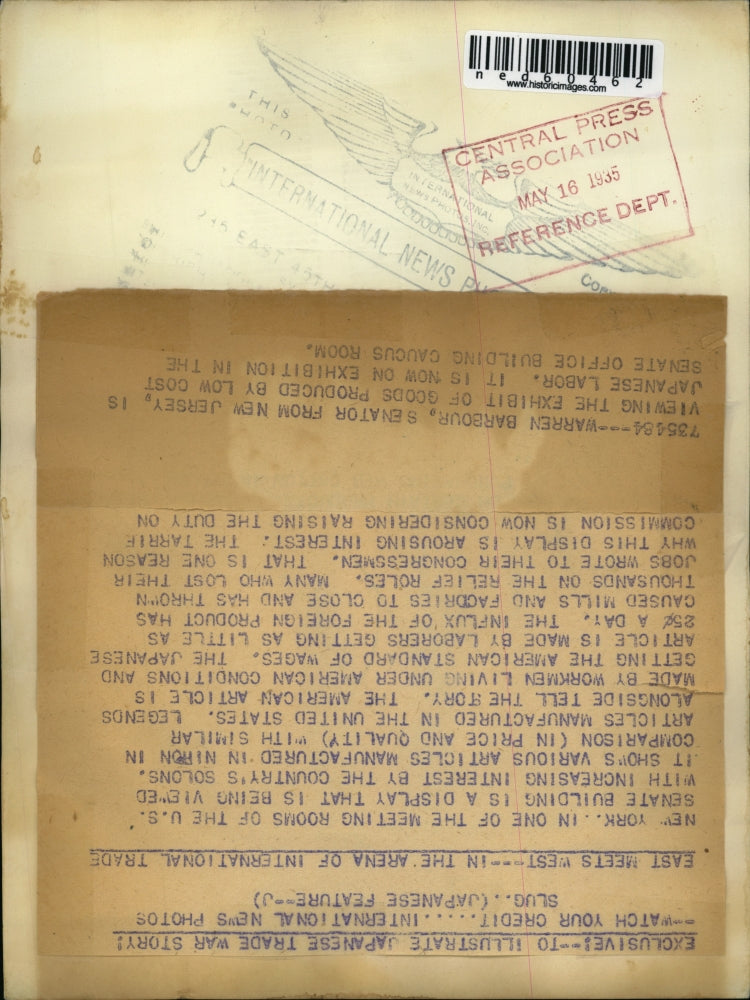 ned60462
www.historicimages.com
THIS
PHOTO
INTERNATIONAL
NEWS PHOTOS, INC.
INTERNATIONAL NEWS
EAST 45TH
CENTRAL PRESS
ASSOCIATION
MAY 16 1935
REFERENCE DEPT.
EXCLUSIVE!--TO ILLUSTRATE JAPANESE TRADE WAR STORY!
--WATCH YOUR CREDIT.....INTERNATIONAL NEWS PHOTOS
SLUG..(JAPANESE FEATURE--J)
EAST MEETS WEST----IN THE ARENA OF INTERNATIONAL TRADE
NEW YORK...IN ONE OF THE MEETING ROOMS OF THE U.S.
SENATE BUILDING IS A DISPLAY THAT IS BEING VIEWED
WITH INCREASING INTEREST BY THE COUNTRY'S SOLONS.
IT SHOWS VARIOUS ARTICLES MANUFACTURED IN NIPPON IN
COMPARISON (IN PRICE AND QUALITY) WITH SIMILAR
ARTICLES MANUFACTURED IN THE UNITED STATES. LEGENDS
ALONGSIDE TELL THE STORY. THE AMERICAN ARTICLE IS
MADE BY WORKMEN LIVING UNDER AMERICAN CONDITIONS AND
GETTING THE AMERICAN STANDARD OF WAGES. THE JAPANESE
ARTICLE IS MADE BY LABORERS GETTING AS LITTLE AS
25¢ A DAY. THE INFLUX OF THE FOREIGN PRODUCT HAS
CAUSED MILLS AND FACORIES TO CLOSE AND HAS THROWN
THOUSANDS ON THE RELIEF ROLES. MANY WHO LOST THEIR
JOBS WROTE TO THEIR CONGRESSMEN. THAT IS ONE REASON
WHY THIS DISPLAY IS AROUSING INTEREST. THE TARRIF
COMMISSION IS NOW CONSIDERING RAISING THE DUTY ON
735484---WARREN BARBOUR, SENATOR FROM NEW JERSEY, IS
VIEWING THE EXHIBIT OF GOODS PRODUCED BY LOW COST
JAPANESE LABOR. IT IS NOW ON EXHIBITION IN THE
SENATE OFFICE BUILDING CAUCUS ROOM.